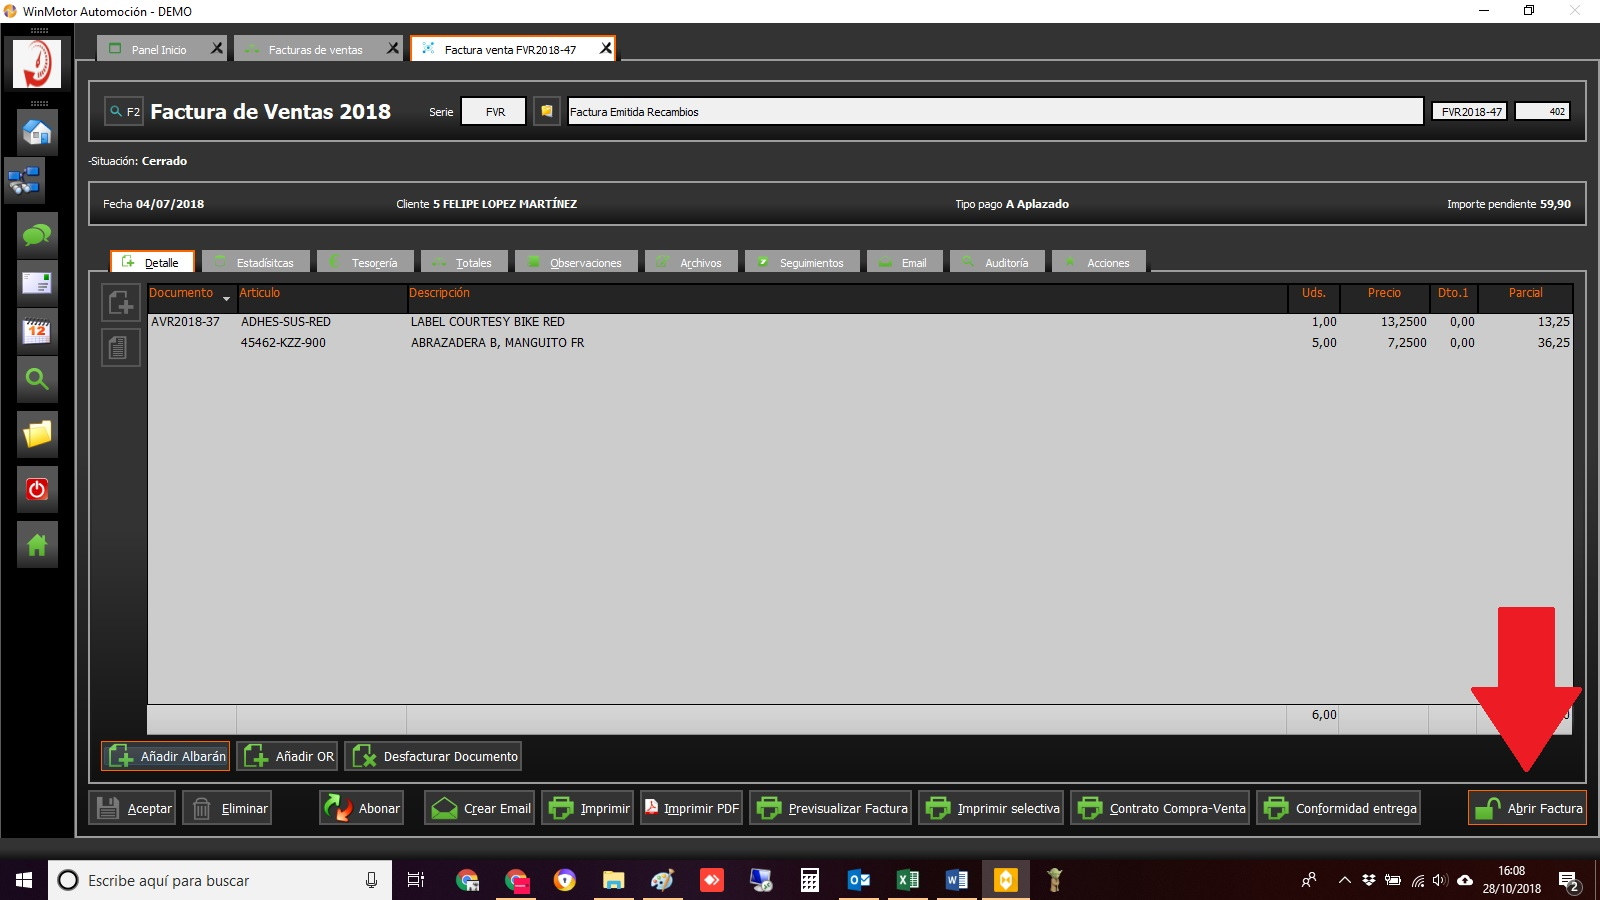 WinMotor Automoción - DEMO
Panel Inicio
Facturas de ventas
Factura venta FVR2018-47
F2 Factura de Ventas 2018 Serie FVR Factura Emitida Recambios FVR2018-47 402
-Situación: Cerrado
Fecha 04/07/2018 Cliente 5 FELIPE LOPEZ MARTÍNEZ Tipo pago A Aplazado Importe pendiente 59,90
Detalle Estadísitcas Tesorería Totales Observaciones Archivos Seguimientos Email Auditoría Acciones
Documento Articulo Descripción Uds. Precio Dto.1 Parcial
AVR2018-37 ADHES-SUS-RED LABEL COURTESY BIKE RED 1,00 13,2500 0,00 13,25
45462-KZZ-900 ABRAZADERA B, MANGUITO FR 5,00 7,2500 0,00 36,25
6,00
Añadir Albarán Añadir OR Desfacturar Documento
Aceptar Eliminar Abonar Crear Email Imprimir Imprimir PDF Previsualizar Factura Imprimir selectiva Contrato Compra-Venta Conformidad entrega Abrir Factura
12
Escribe aquí para buscar
16:08
28/10/2018
2